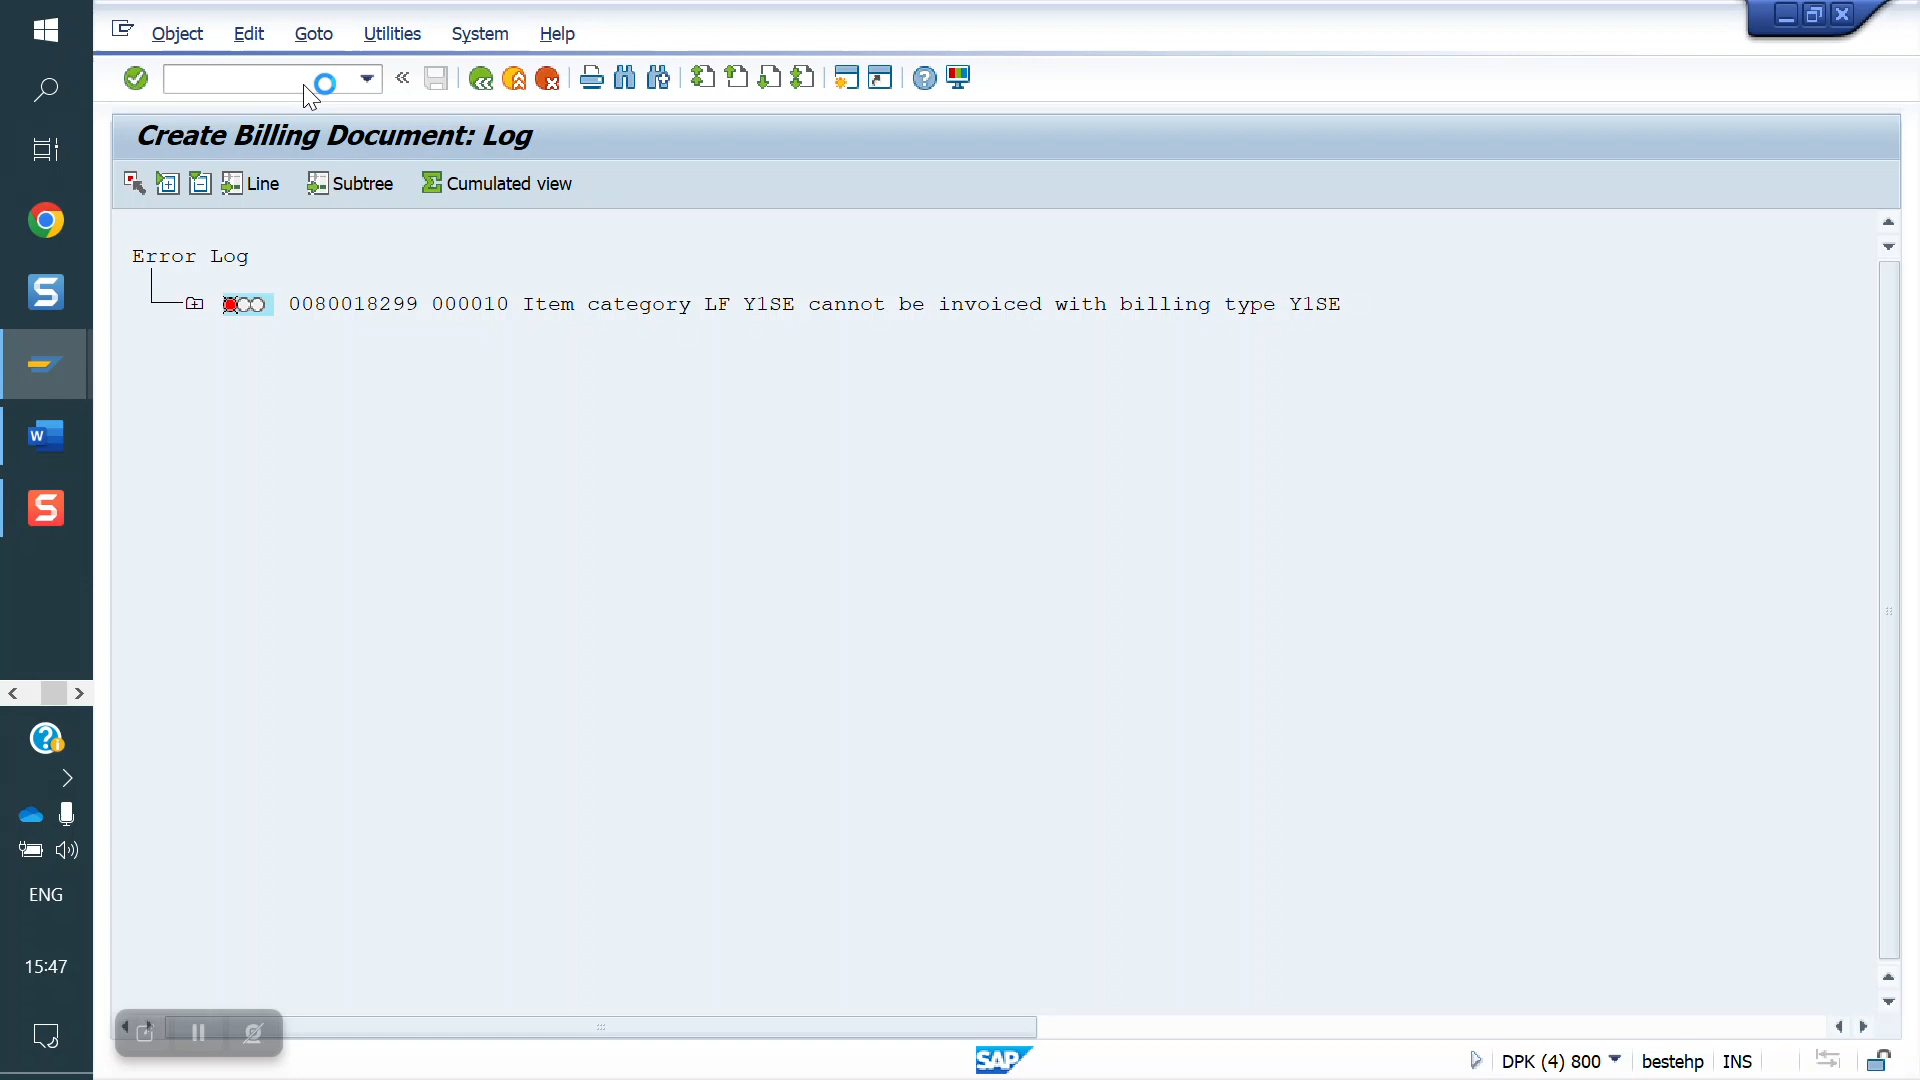 Object Edit Goto Utilities System Help
Create Billing Document: Log
Line Subtree Cumulated view
Error Log
0080018299 000010 Item category LF Y1SE cannot be invoiced with billing type Y1SE
ENG
15:47
SAP DPK (4) 800 bestehp INS